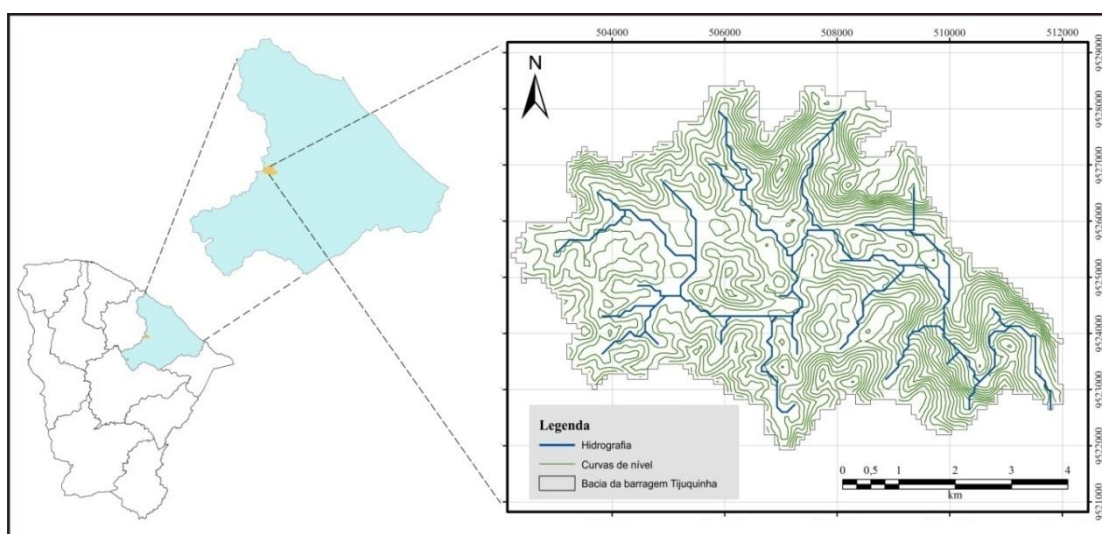 504000 506000 508000 510000 512000
N
9529000
9528000
9527000
9526000
9525000
9524000
9523000
9522000
9521000
Legenda
Hidrografia
Curvas de nível
Bacia da barragem Tijuquinha
0 0,5 1 2 3 4
km